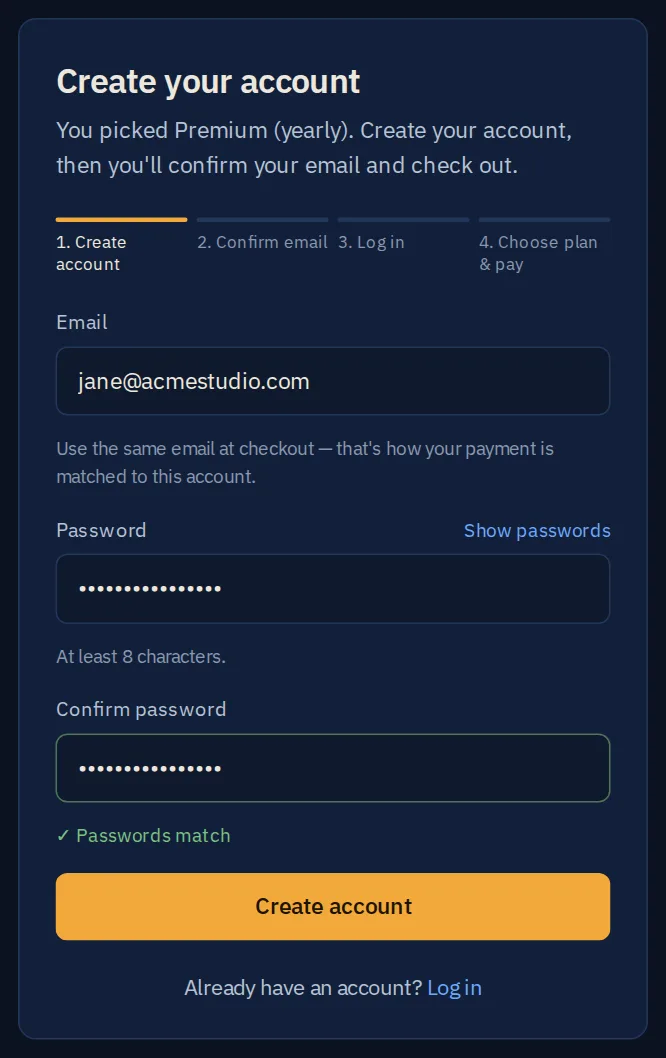 Create your account
You picked Premium (yearly). Create your account,
then you'll confirm your email and check out.
1. Create
account
2. Confirm email
3. Log in
4. Choose plan
& pay
Email
jane@acmestudio.com
Use the same email at checkout — that's how your payment is
matched to this account.
Password
Show passwords
••••••••••••••••
At least 8 characters.
Confirm password
••••••••••••••••
✓ Passwords match
Create account
Already have an account? Log in